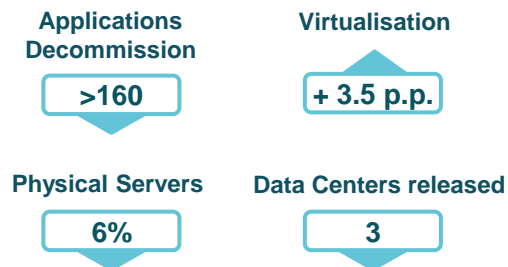 Applications
Decommission
>160
Virtualisation
+ 3.5 p.p.
Physical Servers
6%
Data Centers released
3